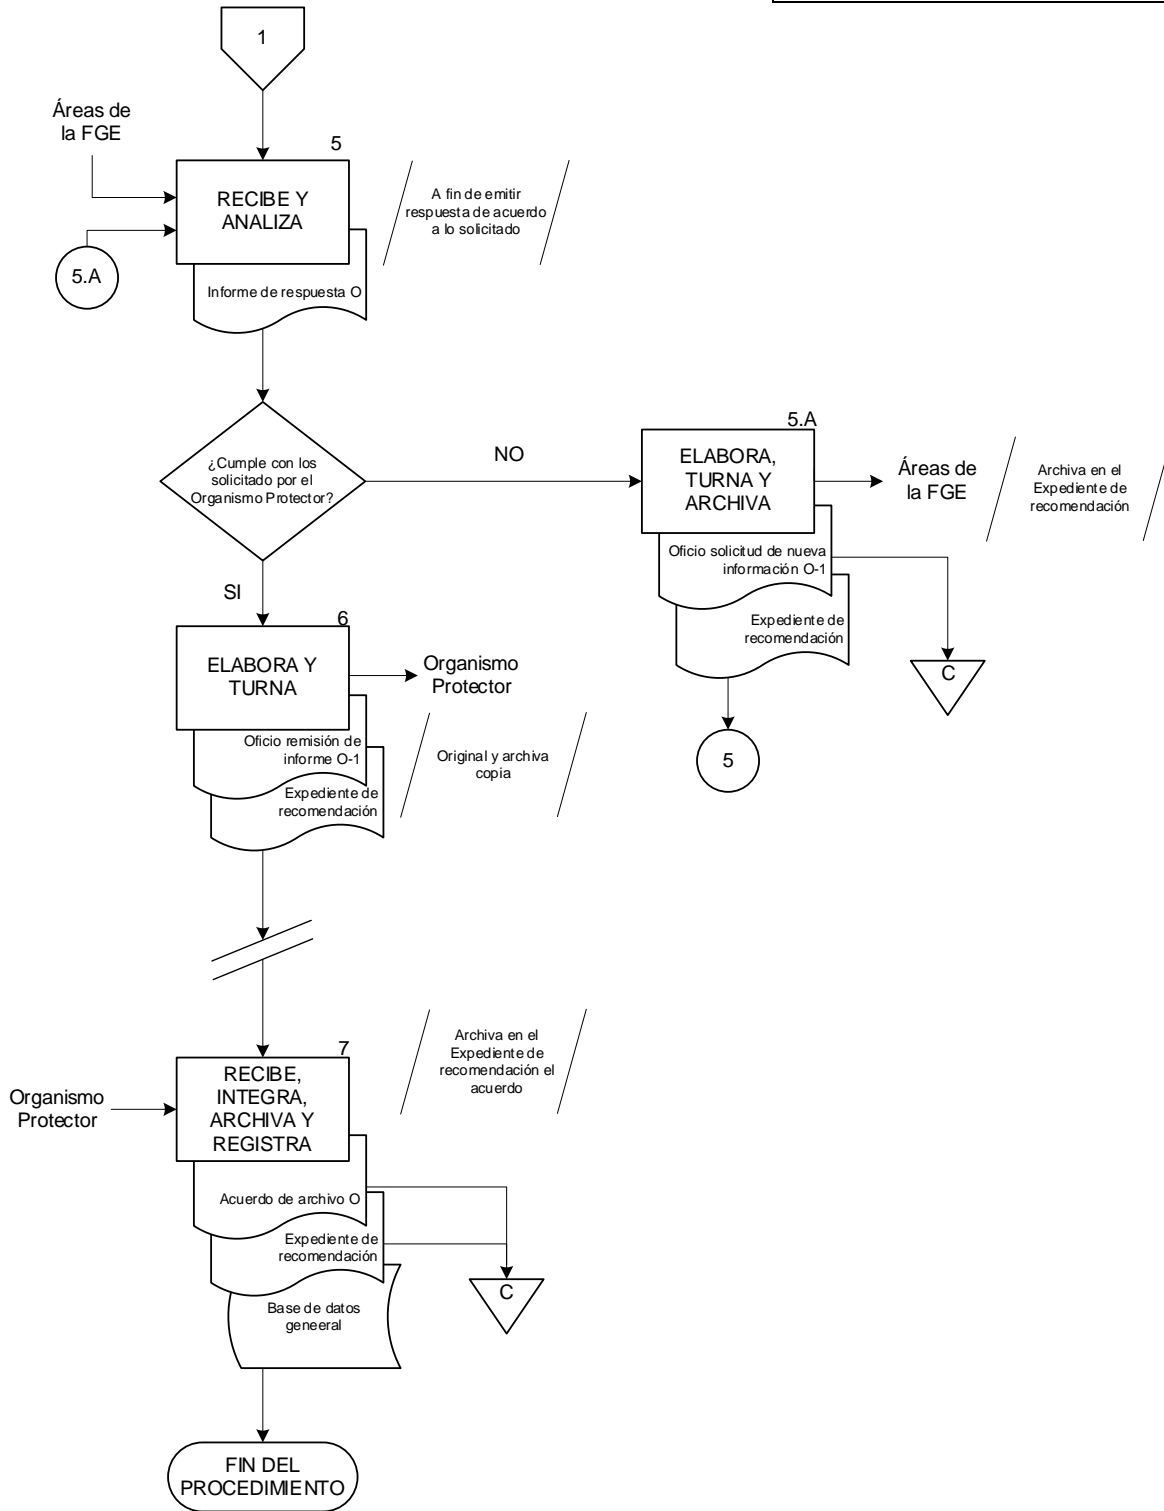 1
Áreas de
la FGE
5
RECIBE Y
ANALIZA
A fin de emitir
respuesta de acuerdo
a lo solicitado
5.A
Informe de respuesta O
¿Cumple con los
solicitado por el
Organismo Protector?
NO
5.A
ELABORA,
TURNA Y
ARCHIVA
Áreas de
la FGE
Archiva en el
Expediente de
recomendación
Oficio solicitud de nueva
información O-1
Expediente de
recomendación
C
5
SI
6
ELABORA Y
TURNA
Organismo
Protector
Oficio remisión de
informe O-1
Original y archiva
copia
Expediente de
recomendación
7
RECIBE,
INTEGRA,
ARCHIVA Y
REGISTRA
Archiva en el
Expediente de
recomendación el
acuerdo
Organismo
Protector
Acuerdo de archivo O
Expediente de
recomendación
C
Base de datos
geneeral
FIN DEL
PROCEDIMIENTO